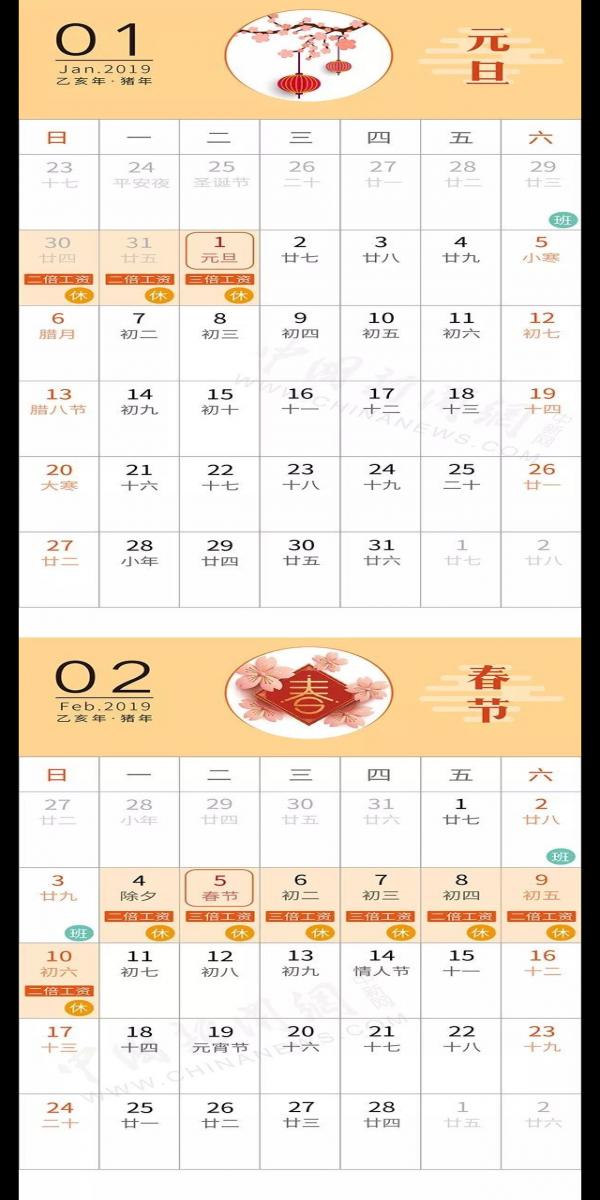 01
Jan.2019
乙亥年·猪年
元旦
日 一 二 三 四 五 六
23 24 25 26 27 28 29
十七 平安夜 圣诞节 二十 廿一 廿二 廿三
班
30 31 1 2 3 4 5
廿四 廿五 元旦 廿七 廿八 廿九 小寒
二倍工资 二倍工资 三倍工资
休 休 休
6 7 8 9 10 11 12
腊月 初二 初三 初四 初五 初六 初七
13 14 15 16 17 18 19
腊八节 初九 初十 十一 十二 十三 十四
20 21 22 23 24 25 26
大寒 十六 十七 十八 十九 二十 廿一
27 28 29 30 31 1 2
廿二 小年 廿四 廿五 廿六 廿七 廿八
中国新闻网
WWW.CHINANEWS.COM
中新网
02
Feb.2019
乙亥年·猪年
春
春节
日 一 二 三 四 五 六
27 28 29 30 31 1 2
廿二 小年 廿四 廿五 廿六 廿七 廿八
班
3 4 5 6 7 8 9
廿九 除夕 春节 初二 初三 初四 初五
二倍工资 三倍工资 三倍工资 三倍工资 二倍工资 二倍工资
班 休 休 休 休 休 休
10 11 12 13 14 15 16
初六 初七 初八 初九 情人节 十一 十二
二倍工资
休
17 18 19 20 21 22 23
十三 十四 元宵节 十六 十七 十八 十九
24 25 26 27 28 1 2
二十 廿一 廿二 廿三 廿四 廿五 廿六
中国新闻网
WWW.CHINANEWS.COM
中新网